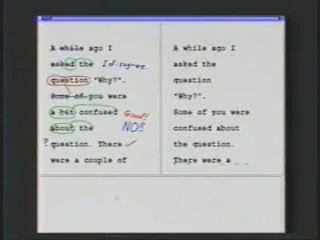 A while ago I
asked the I disagree.
question "Why?".
Some of you were
a bit confused Good!!
about the NO!!
? question. There
were a couple of
A while ago I
asked the
question
"Why?".
Some of you were
confused about
the question.
There were a